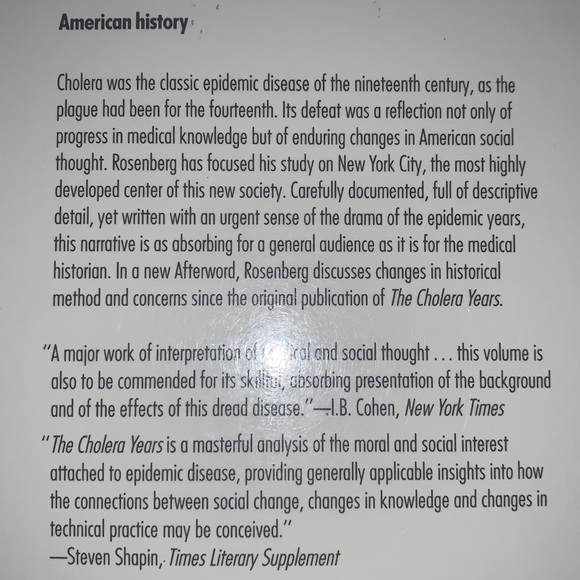 American history
Cholera was the classic epidemic disease of the nineteenth century, as the
plague had been for the fourteenth. Its defeat was a reflection not only of
progress in medical knowledge but of enduring changes in American social
thought. Rosenberg has focused his study on New York City, the most highly
developed center of this new society. Carefully documented, full of descriptive
detail, yet written with an urgent sense of the drama of the epidemic years,
this narrative is as absorbing for a general audience as it is for the medical
historian. In a new Afterword, Rosenberg discusses changes in historical
method and concerns since the original publication of The Cholera Years.
“A major work of interpretation of and social thought . . . this volume is
also to be commended for its skillful, absorbing presentation of the background
and of the effects of this dread disease.”—I.B. Cohen, New York Times
“The Cholera Years is a masterful analysis of the moral and social interest
attached to epidemic disease, providing generally applicable insights into how
the connections between social change, changes in knowledge and changes in
technical practice may be conceived.”
—Steven Shapin, Times Literary Supplement